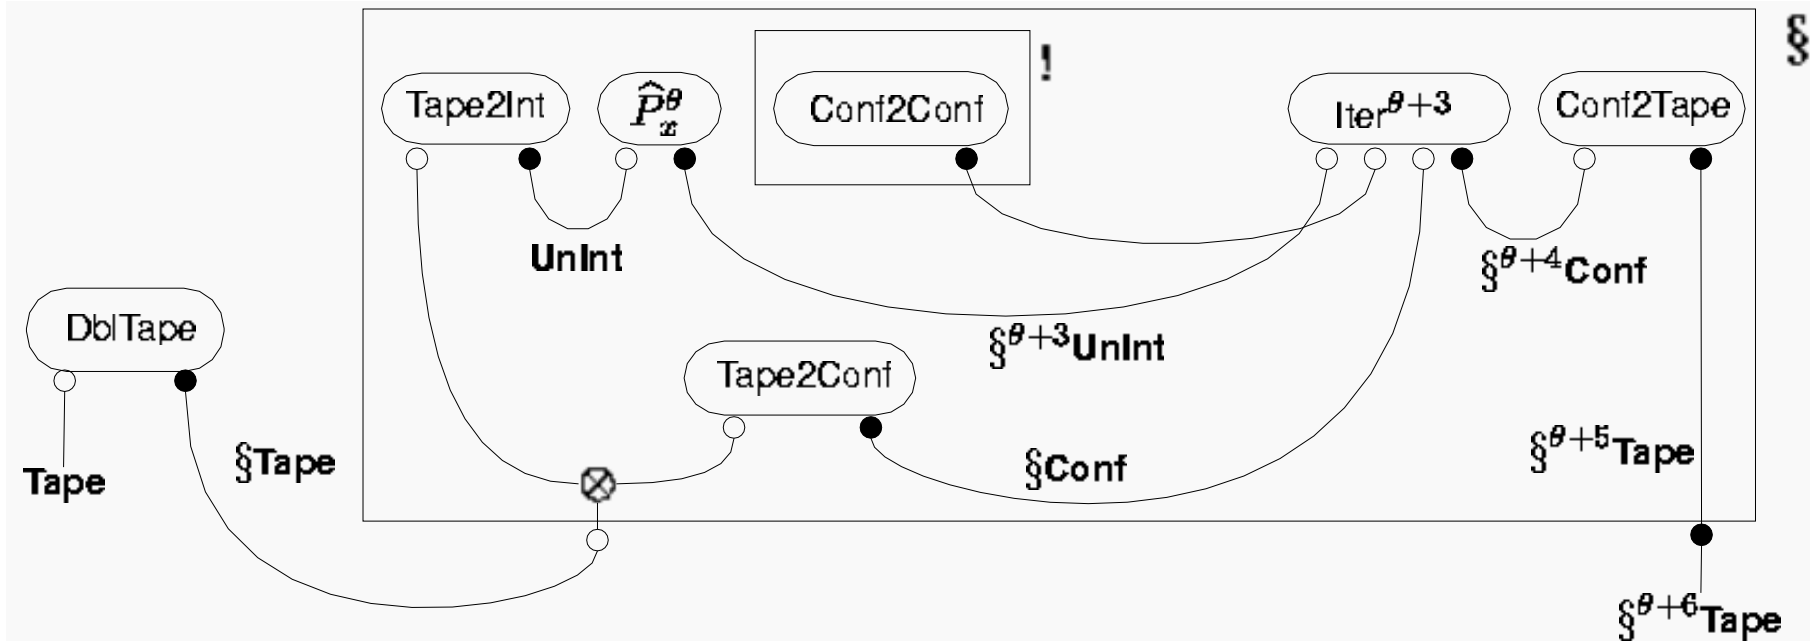 §
!
Tape2Int
P̂ₓ^θ
Conf2Conf
Iter^θ+3
Conf2Tape
UnInt
§^θ+4Conf
DblTape
§^θ+3UnInt
Tape2Conf
Tape
§Tape
§Conf
§^θ+5Tape
⊗
§^θ+6Tape